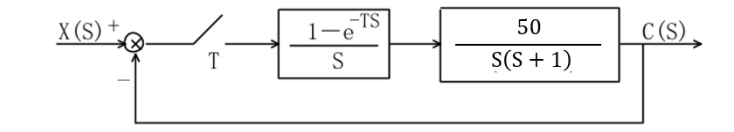 X(S) +
−
T
1−e^-TS
S
50
S(S + 1)
C(S)